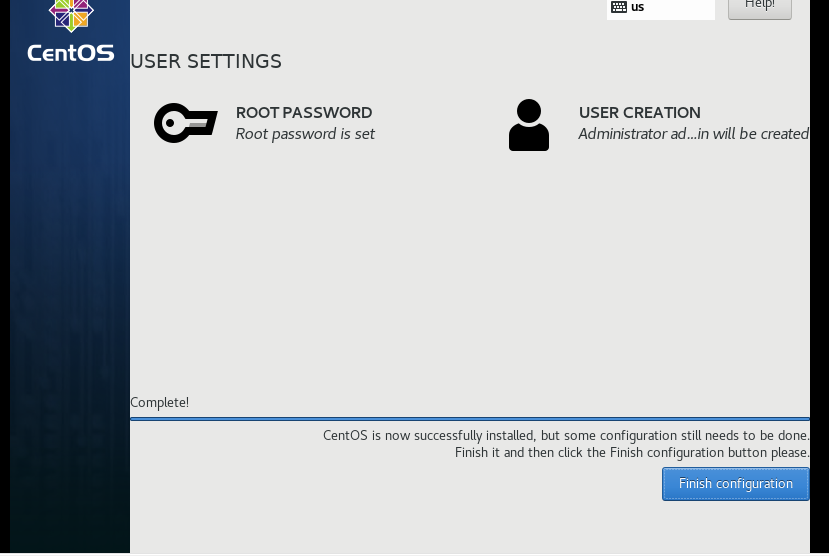 us
Help!
CentOS
USER SETTINGS
ROOT PASSWORD
Root password is set
USER CREATION
Administrator ad...in will be created
Complete!
CentOS is now successfully installed, but some configuration still needs to be done.
Finish it and then click the Finish configuration button please.
Finish configuration